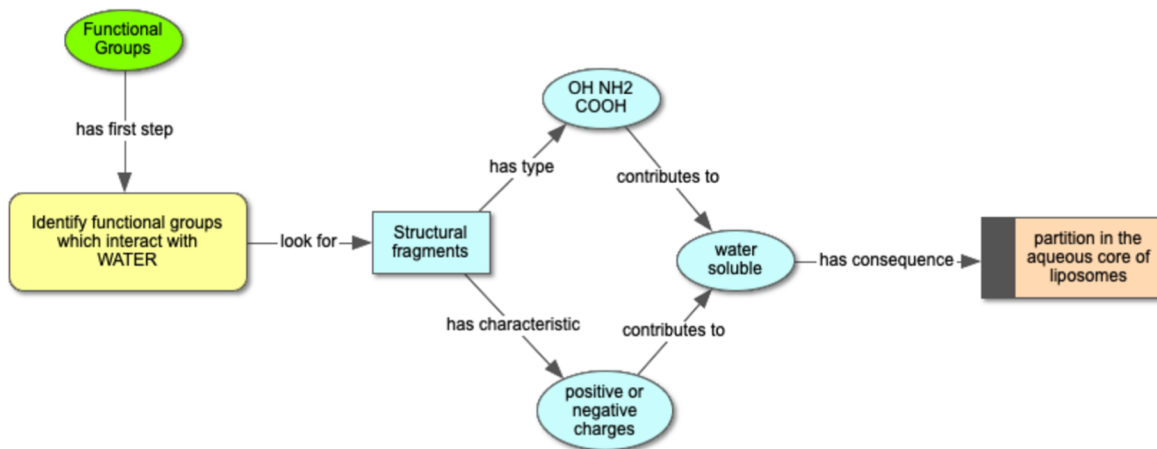 Functional
Groups
has first step
Identify functional groups
which interact with
WATER
look for
Structural
fragments
has type
OH NH2
COOH
contributes to
has characteristic
positive or
negative
charges
contributes to
water
soluble
has consequence
partition in the
aqueous core of
liposomes